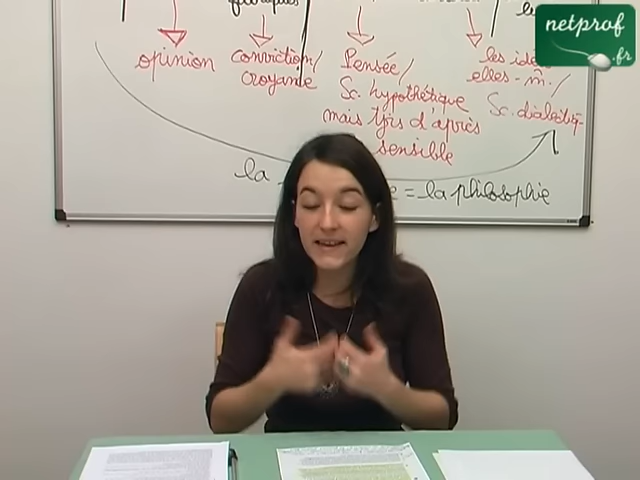 netprof
.fr
opinion
conviction/
croyance
Pensée/
Sc. hypothétique
mais tjrs d'après
sensible
les idées
elles-m̂./
Sc. dialectiq
la
= la philosophie